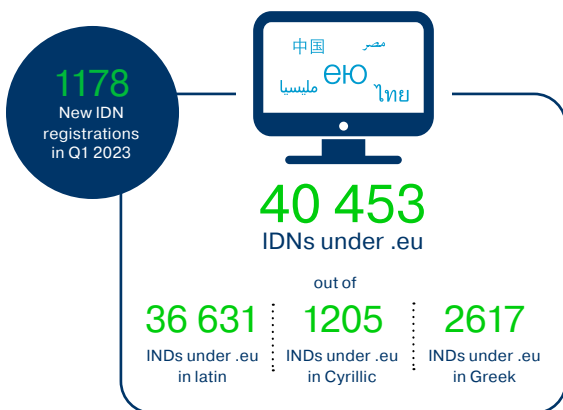 1178
New IDN
registrations
in Q1 2023
中国
مصر
ею
مليسيا
ไทย
40 453
IDNs under .eu
out of
36 631
INDs under .eu
in latin
1205
INDs under .eu
in Cyrillic
2617
INDs under .eu
in Greek